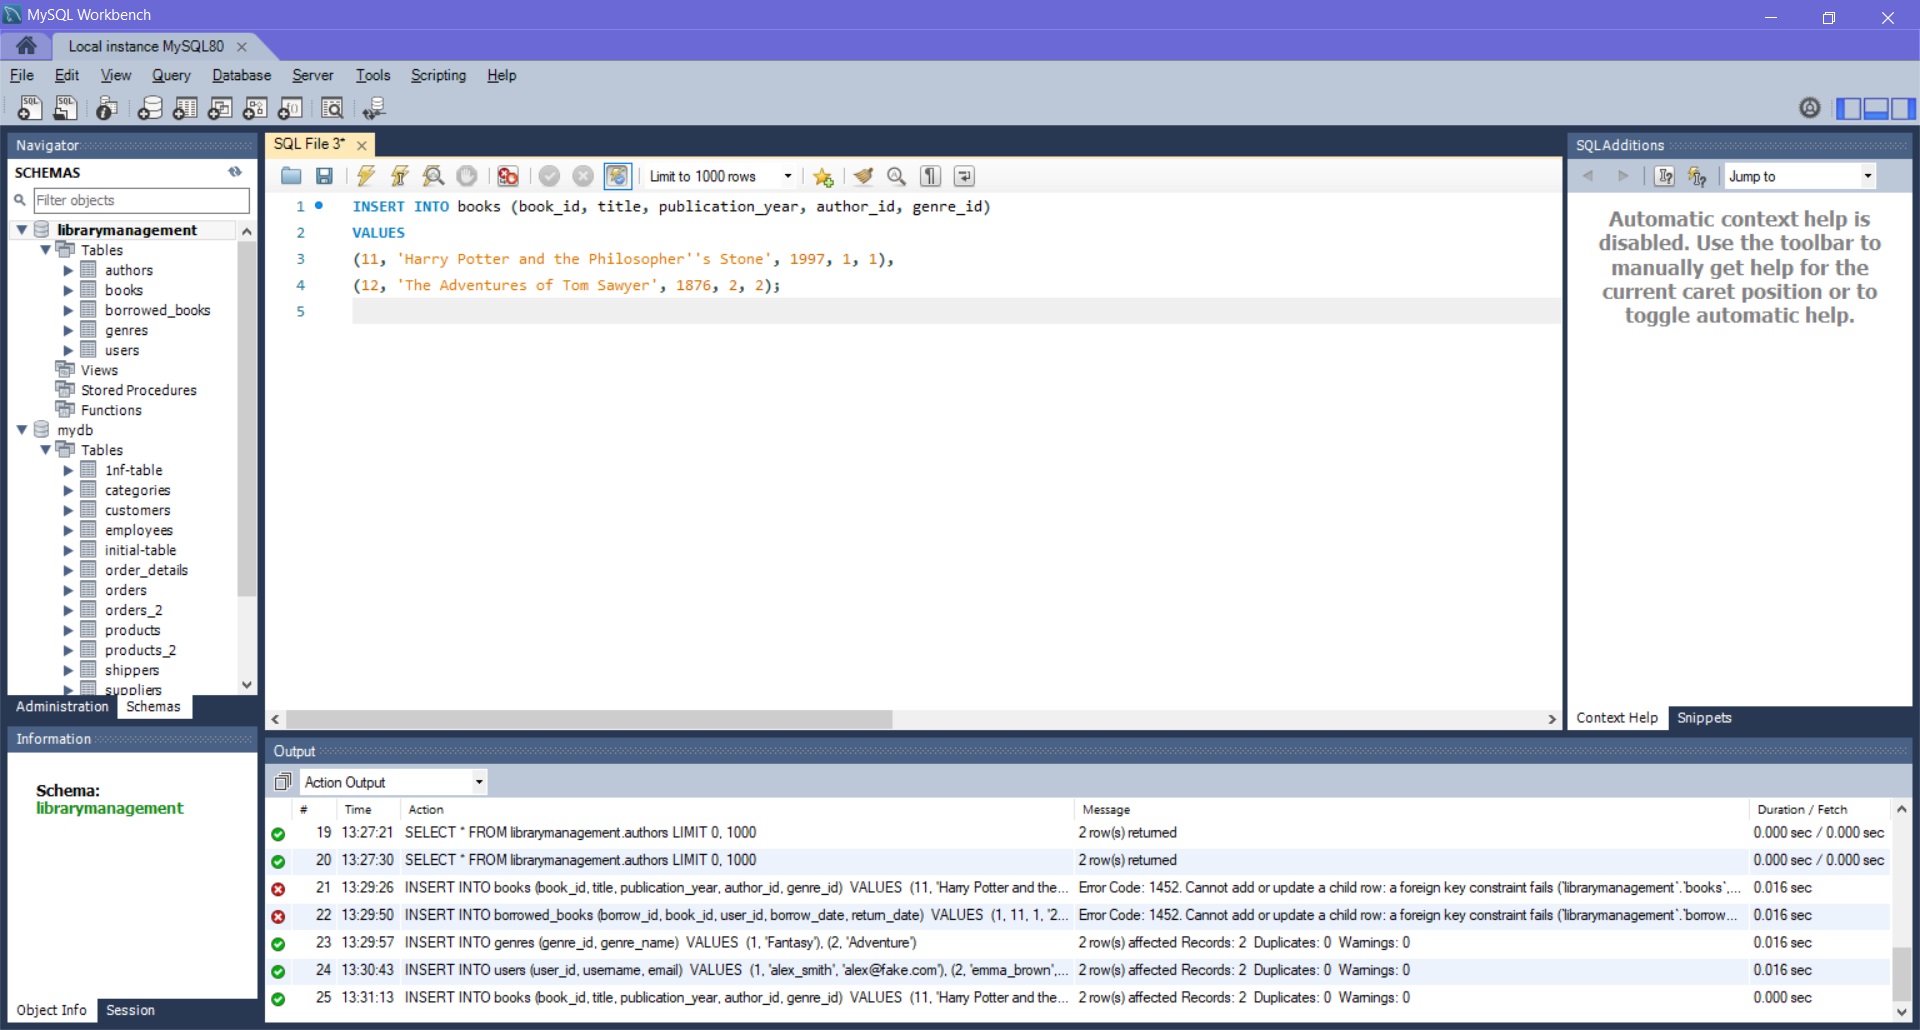 MySQL Workbench
Local instance MySQL80
File Edit View Query Database Server Tools Scripting Help
Navigator
SCHEMAS
Filter objects
librarymanagement
Tables
authors
books
borrowed_books
genres
users
Views
Stored Procedures
Functions
mydb
Tables
1nf-table
categories
customers
employees
initial-table
order_details
orders
orders_2
products
products_2
shippers
suppliers
Administration Schemas
Information
Schema:
librarymanagement
Object Info Session
SQL File 3*
Limit to 1000 rows
1 INSERT INTO books (book_id, title, publication_year, author_id, genre_id)
2 VALUES
3 (11, 'Harry Potter and the Philosopher''s Stone', 1997, 1, 1),
4 (12, 'The Adventures of Tom Sawyer', 1876, 2, 2);
5
SQLAdditions
Jump to
Automatic context help is
disabled. Use the toolbar to
manually get help for the
current caret position or to
toggle automatic help.
Context Help Snippets
Output
Action Output
# Time Action Message Duration / Fetch
19 13:27:21 SELECT * FROM librarymanagement.authors LIMIT 0, 1000 2 row(s) returned 0.000 sec / 0.000 sec
20 13:27:30 SELECT * FROM librarymanagement.authors LIMIT 0, 1000 2 row(s) returned 0.000 sec / 0.000 sec
21 13:29:26 INSERT INTO books (book_id, title, publication_year, author_id, genre_id) VALUES (11, 'Harry Potter and the... Error Code: 1452. Cannot add or update a child row: a foreign key constraint fails (`librarymanagement`.`books`,... 0.016 sec
22 13:29:50 INSERT INTO borrowed_books (borrow_id, book_id, user_id, borrow_date, return_date) VALUES (1, 11, 1, '2... Error Code: 1452. Cannot add or update a child row: a foreign key constraint fails (`librarymanagement`.`borrow... 0.016 sec
23 13:29:57 INSERT INTO genres (genre_id, genre_name) VALUES (1, 'Fantasy'), (2, 'Adventure') 2 row(s) affected Records: 2 Duplicates: 0 Warnings: 0 0.016 sec
24 13:30:43 INSERT INTO users (user_id, username, email) VALUES (1, 'alex_smith', 'alex@fake.com'), (2, 'emma_brown',... 2 row(s) affected Records: 2 Duplicates: 0 Warnings: 0 0.016 sec
25 13:31:13 INSERT INTO books (book_id, title, publication_year, author_id, genre_id) VALUES (11, 'Harry Potter and the... 2 row(s) affected Records: 2 Duplicates: 0 Warnings: 0 0.000 sec